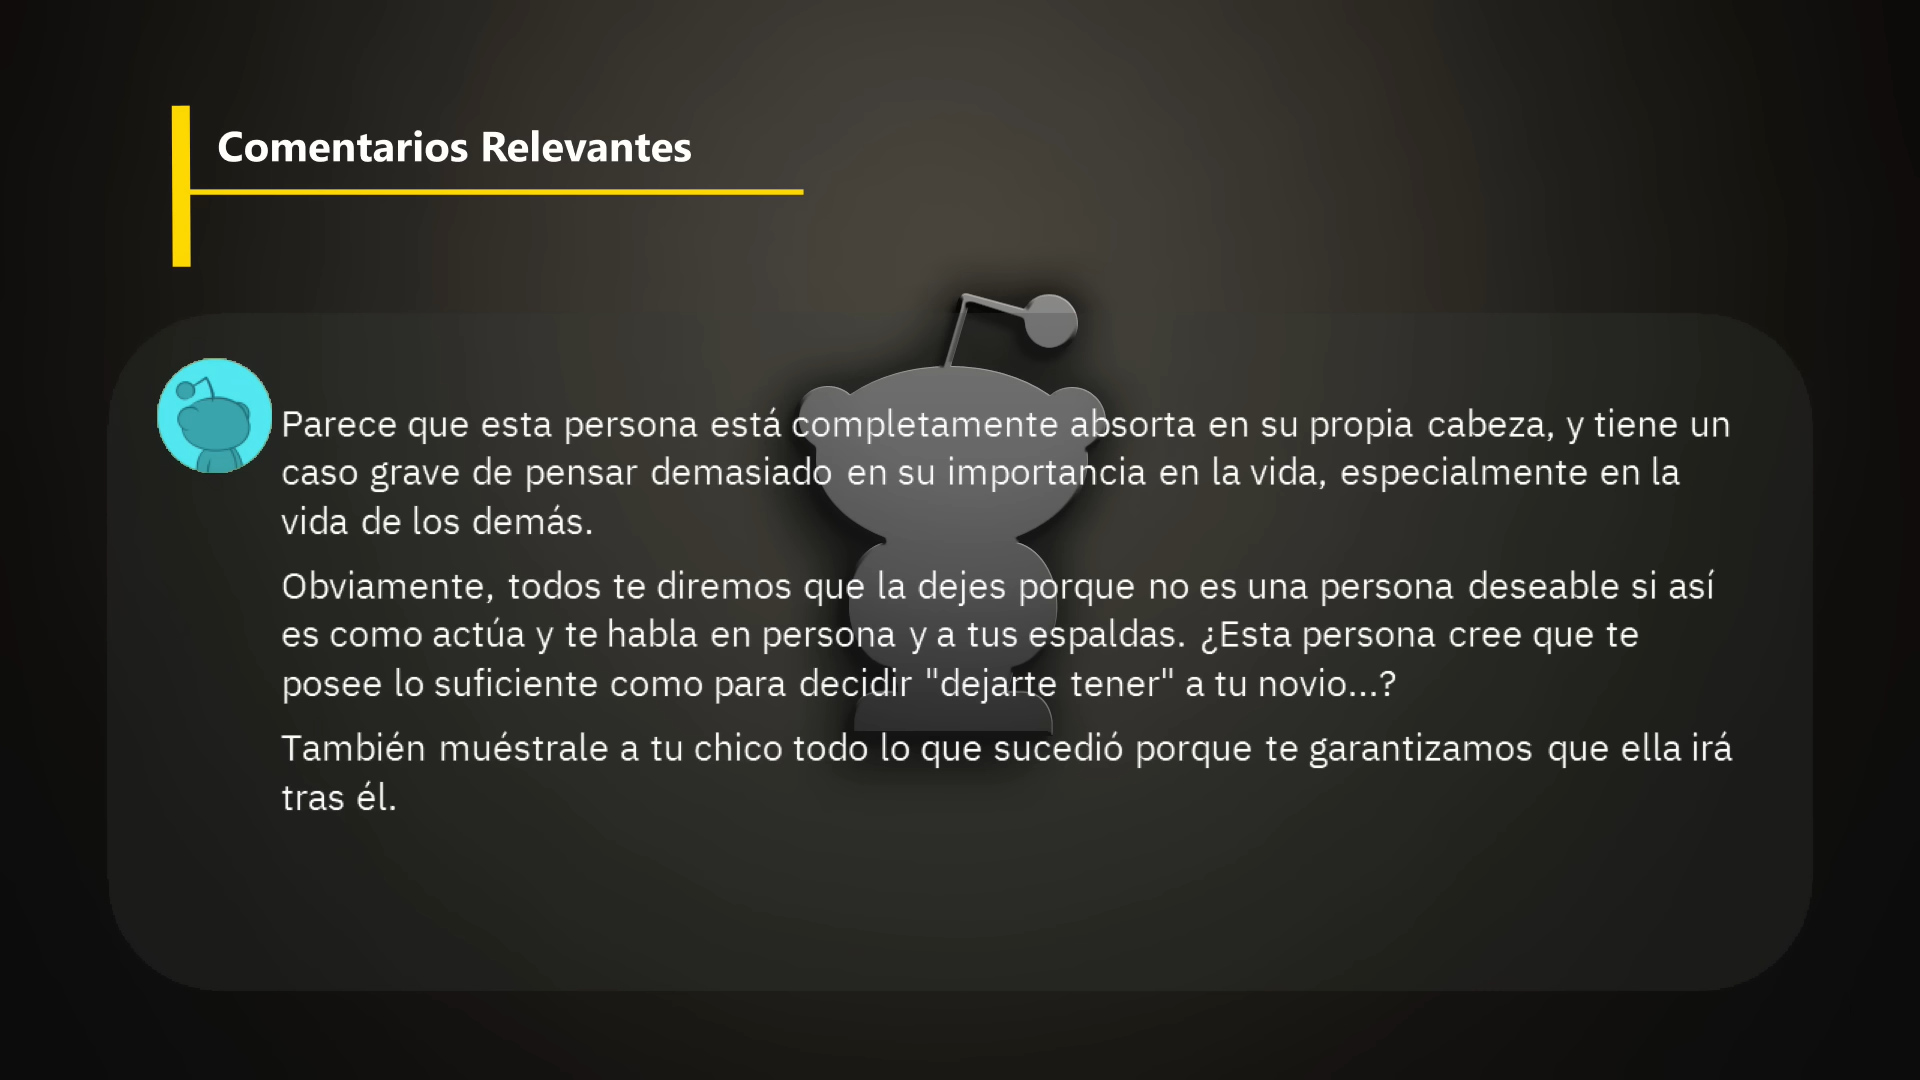 Comentarios Relevantes
Parece que esta persona está completamente absorta en su propia cabeza, y tiene un
caso grave de pensar demasiado en su importancia en la vida, especialmente en la
vida de los demás.
Obviamente, todos te diremos que la dejes porque no es una persona deseable si así
es como actúa y te habla en persona y a tus espaldas. ¿Esta persona cree que te
posee lo suficiente como para decidir "dejarte tener" a tu novio...?
También muéstrale a tu chico todo lo que sucedió porque te garantizamos que ella irá
tras él.